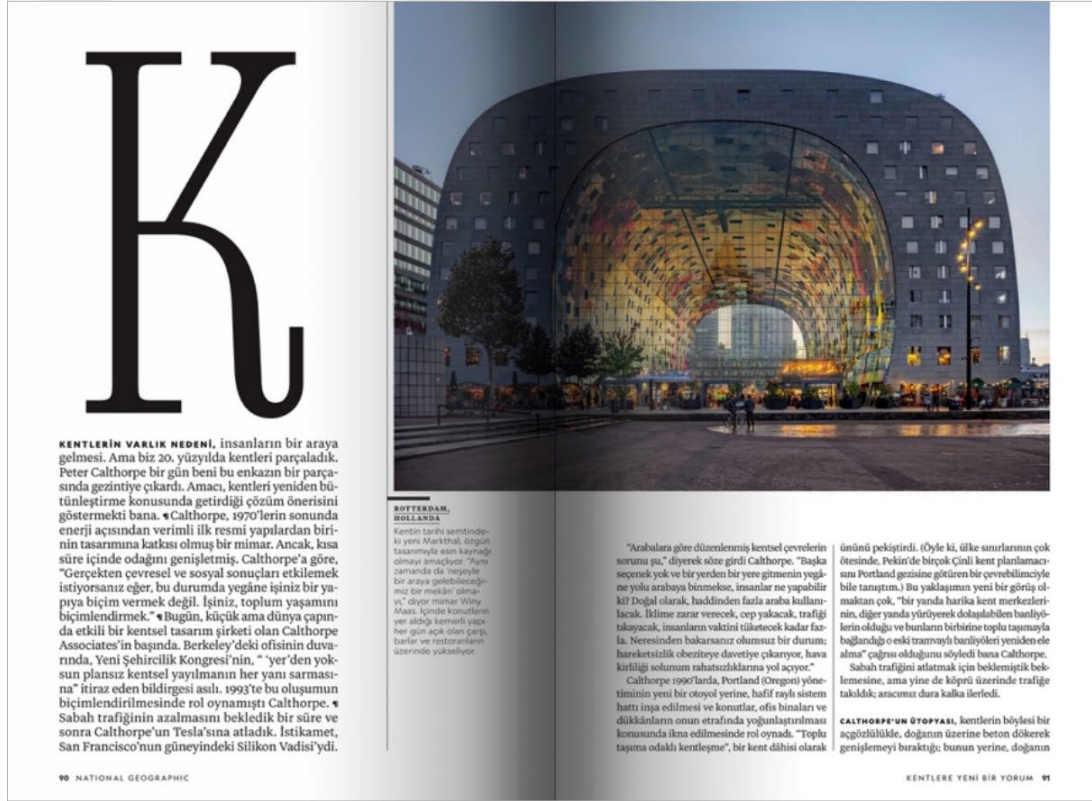 K
KENTLERİN VARLIK NEDENİ, insanların bir araya
gelmesi. Ama biz 20. yüzyılda kentleri parçaladık.
Peter Calthorpe bir gün beni bu enkazın bir parça-
sında gezintiye çıkardı. Amacı, kentleri yeniden bü-
tünleştirme konusunda getirdiği çözüm önerisini
göstermekti bana. ¶ Calthorpe, 1970'lerin sonunda
enerji açısından verimli ilk resmi yapılardan biri-
nin tasarımına katkısı olmuş bir mimar. Ancak, kısa
süre içinde odağını genişletmiş. Calthorpe'a göre,
“Gerçekten çevresel ve sosyal sonuçları etkilemek
istiyorsanız eğer, bu durumda yegâne işiniz bir ya-
pıya biçim vermek değil. İşiniz, toplum yaşamını
biçimlendirmek.” ¶ Bugün, küçük ama dünya çapın-
da etkili bir kentsel tasarım şirketi olan Calthorpe
Associates'in başında. Berkeley'deki ofisinin duva-
rında, Yeni Şehircilik Kongresi'nin, “ ‘yer’den yok-
sun plansız kentsel yayılmanın her yanı sarması-
na” itiraz eden bildirgesi asılı. 1993'te bu oluşumun
biçimlendirilmesinde rol oynamıştı Calthorpe. ¶
Sabah trafiğinin azalmasını bekledik bir süre ve
sonra Calthorpe'un Tesla'sına atladık. İstikamet,
San Francisco'nun güneyindeki Silikon Vadisi'ydi.
90 NATIONAL GEOGRAPHIC
ROTTERDAM,
HOLLANDA
Kentin tarihi semtinde-
ki yeni Markthal, özgün
tasarımıyla esin kaynağı
olmayı amaçlıyor. “Aynı
zamanda da ‘neşeyle
bir araya gelebileceği-
miz bir mekân’ olma-
yı,” diyor mimar Winy
Maas. İçinde konutların
yer aldığı kemerli yapı
her gün açık olan çarşı,
barlar ve restoranların
üzerinde yükseliyor.
“Arabalara göre düzenlenmiş kentsel çevrelerin
sorunu şu,” diyerek söze girdi Calthorpe. “Başka
seçenek yok ve bir yerden bir yere gitmenin yegâ-
ne yolu arabaya binmekse, insanlar ne yapabilir
ki? Doğal olarak, haddinden fazla araba kullanı-
lacak. İklime zarar verecek, cep yakacak, trafiği
tıkayacak, insanların vaktini tüketecek kadar faz-
la. Neresinden bakarsanız olumsuz bir durum;
hareketsizlik obeziteye davetiye çıkarıyor, hava
kirliliği solunum rahatsızlıklarına yol açıyor.”
Calthorpe 1990'larda, Portland (Oregon) yöne-
timinin yeni bir otoyol yerine, hafif raylı sistem
hattı inşa edilmesi ve konutlar, ofis binaları ve
dükkânların onun etrafında yoğunlaştırılması
konusunda ikna edilmesinde rol oynadı. “Toplu
taşıma odaklı kentleşme”, bir kent dâhisi olarak
ününü pekiştirdi. (Öyle ki, ülke sınırlarının çok
ötesinde, Pekin'de birçok Çinli kent planlamacı-
sını Portland gezisine götüren bir çevrebilimciyle
bile tanıştım.) Bu yaklaşımın yeni bir görüş ol-
maktan çok, “bir yanda harika kent merkezleri-
nin, diğer yanda yürüyerek dolaşılabilen banliyö-
lerin olduğu ve bunların birbirine toplu taşımayla
bağlandığı o eski tramvaylı banliyöleri yeniden ele
alma” çağrısı olduğunu söyledi bana Calthorpe.
Sabah trafiğini atlatmak için beklemiştik bek-
lemesine, ama yine de köprü üzerinde trafiğe
takıldık; aracımız dura kalka ilerledi.
CALTHORPE'UN ÜTOPYASI, kentlerin böylesi bir
açgözlülükle, doğanın üzerine beton dökerek
genişlemeyi bıraktığı; bunun yerine, doğanın
KENTLERE YENİ BİR YORUM 91